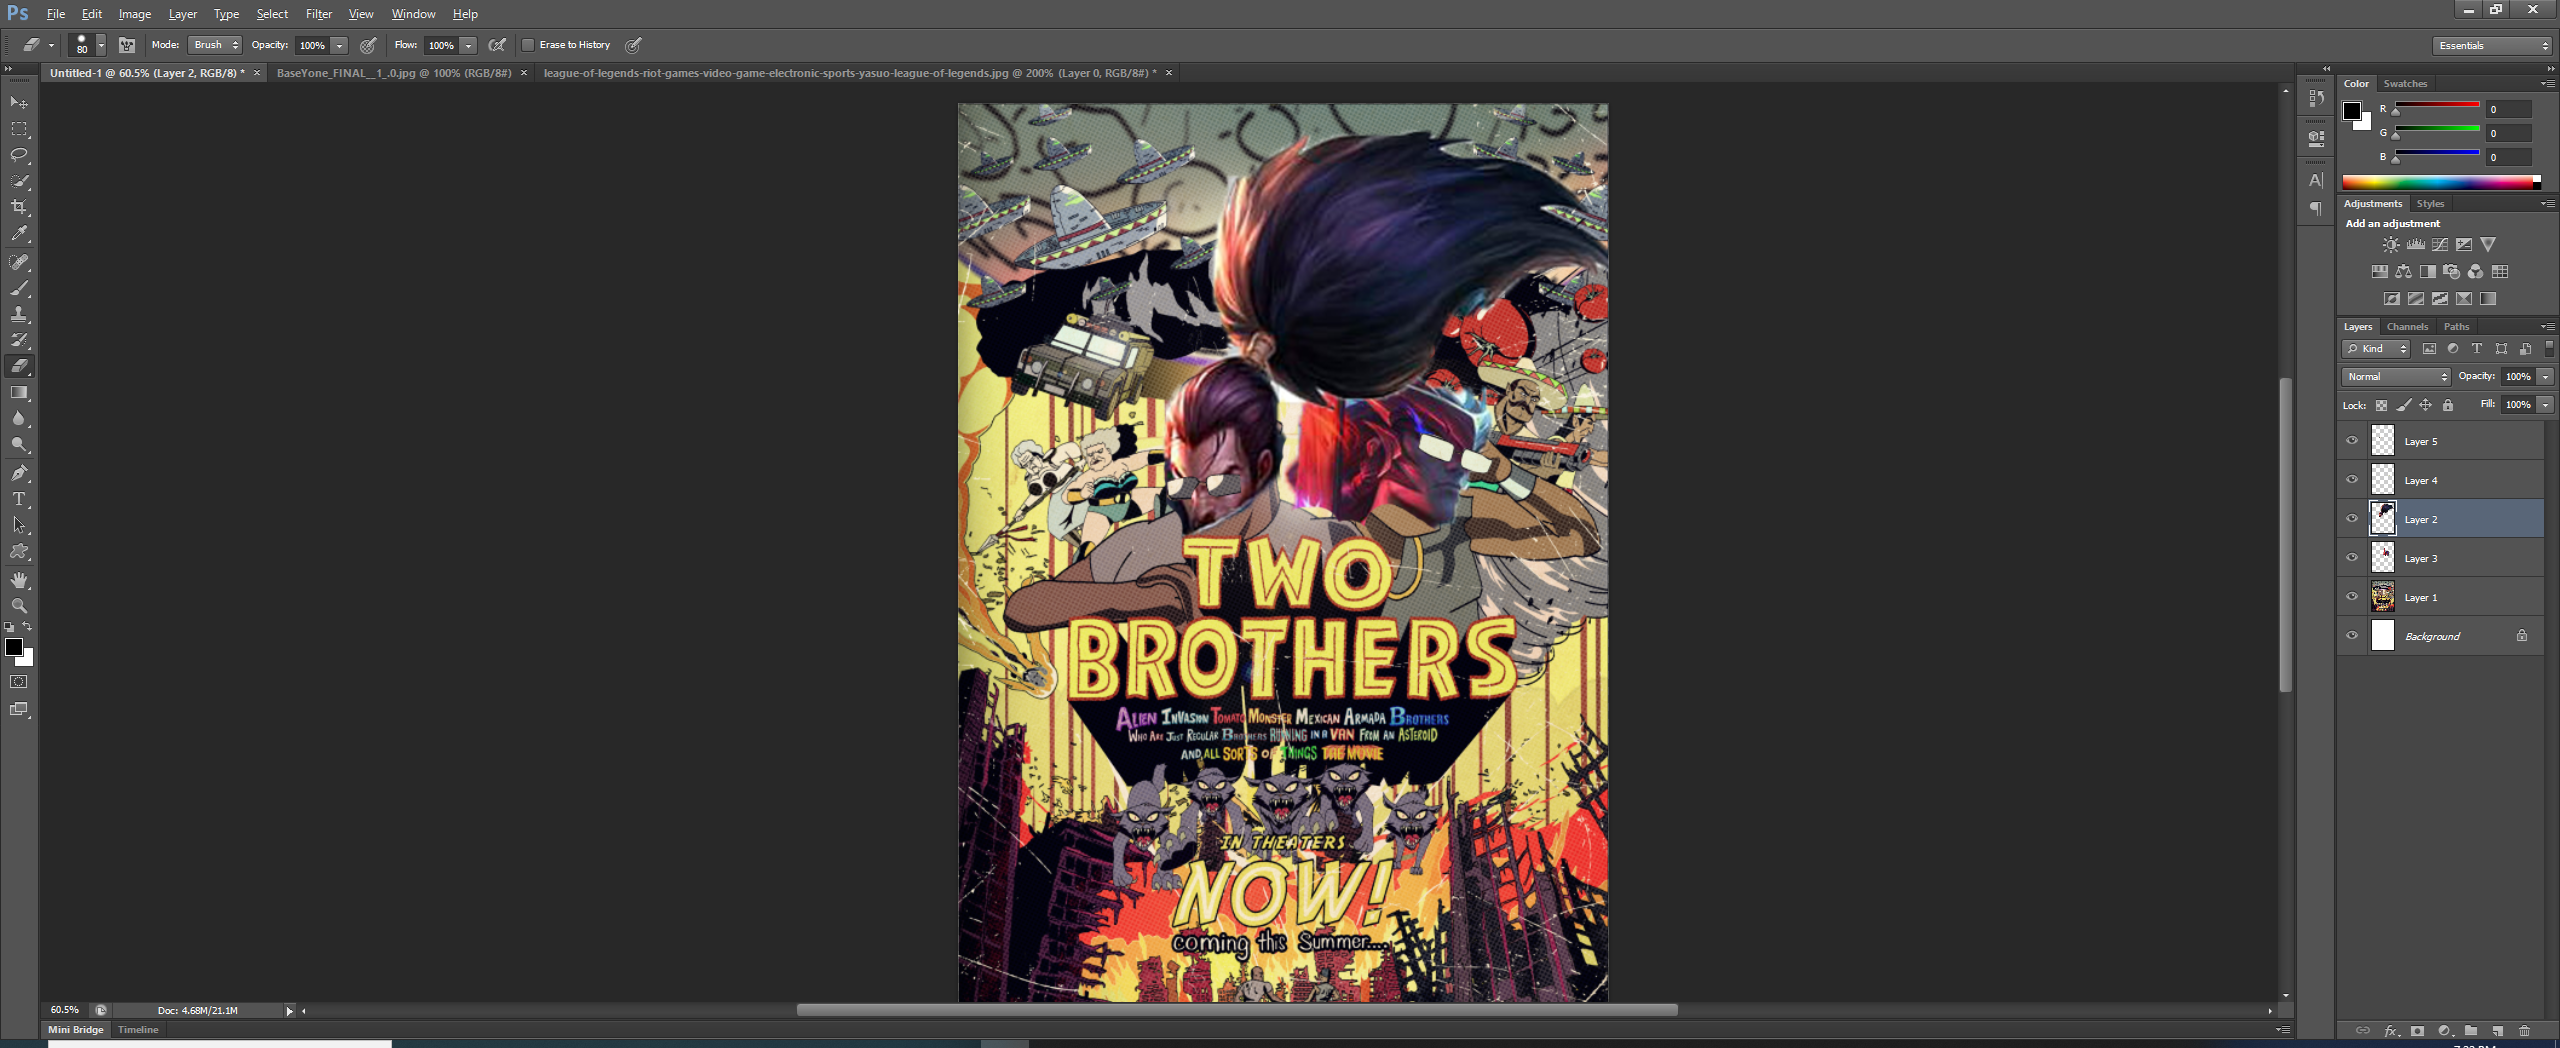 Ps File Edit Image Layer Type Select Filter View Window Help
80 Mode: Brush Opacity: 100% Flow: 100% Erase to History Essentials
Untitled-1 @ 60.5% (Layer 2, RGB/8) * × BaseYone_FINAL__1_.0.jpg @ 100% (RGB/8#) × league-of-legends-riot-games-video-game-electronic-sports-yasuo-league-of-legends.jpg @ 200% (Layer 0, RGB/8#) * ×
Color Swatches
R 0
G 0
B 0
Adjustments Styles
Add an adjustment
Layers Channels Paths
Kind
Normal Opacity: 100%
Lock: Fill: 100%
Layer 5
Layer 4
Layer 2
Layer 3
Layer 1
Background
TWO
BROTHERS
ALIEN INVASION TOMATO MONSTER MEXICAN ARMADA BROTHERS
WHO ARE JUST REGULAR BROTHERS RUNNING IN A VAN FROM AN ASTEROID
AND ALL SORTS OF THINGS THE MOVIE
IN THEATERS
NOW!
coming this Summer....
60.5% Doc: 4.68M/21.1M
Mini Bridge Timeline